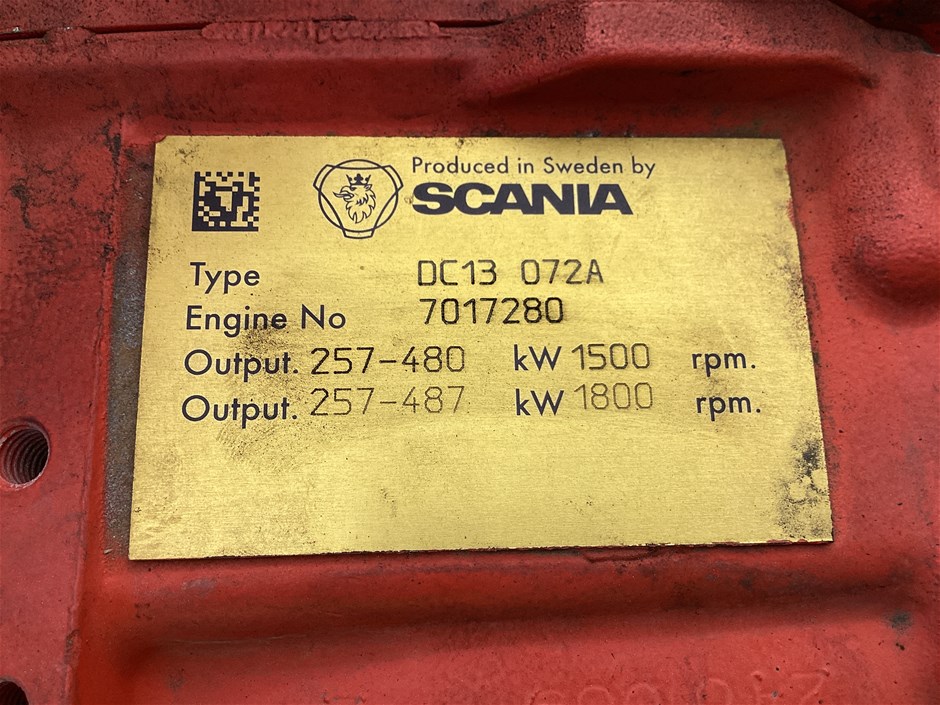 Produced in Sweden by
SCANIA
Type DC13 072A
Engine No 7017280
Output. 257-480 kW 1500 rpm.
Output. 257-487 kW 1800 rpm.